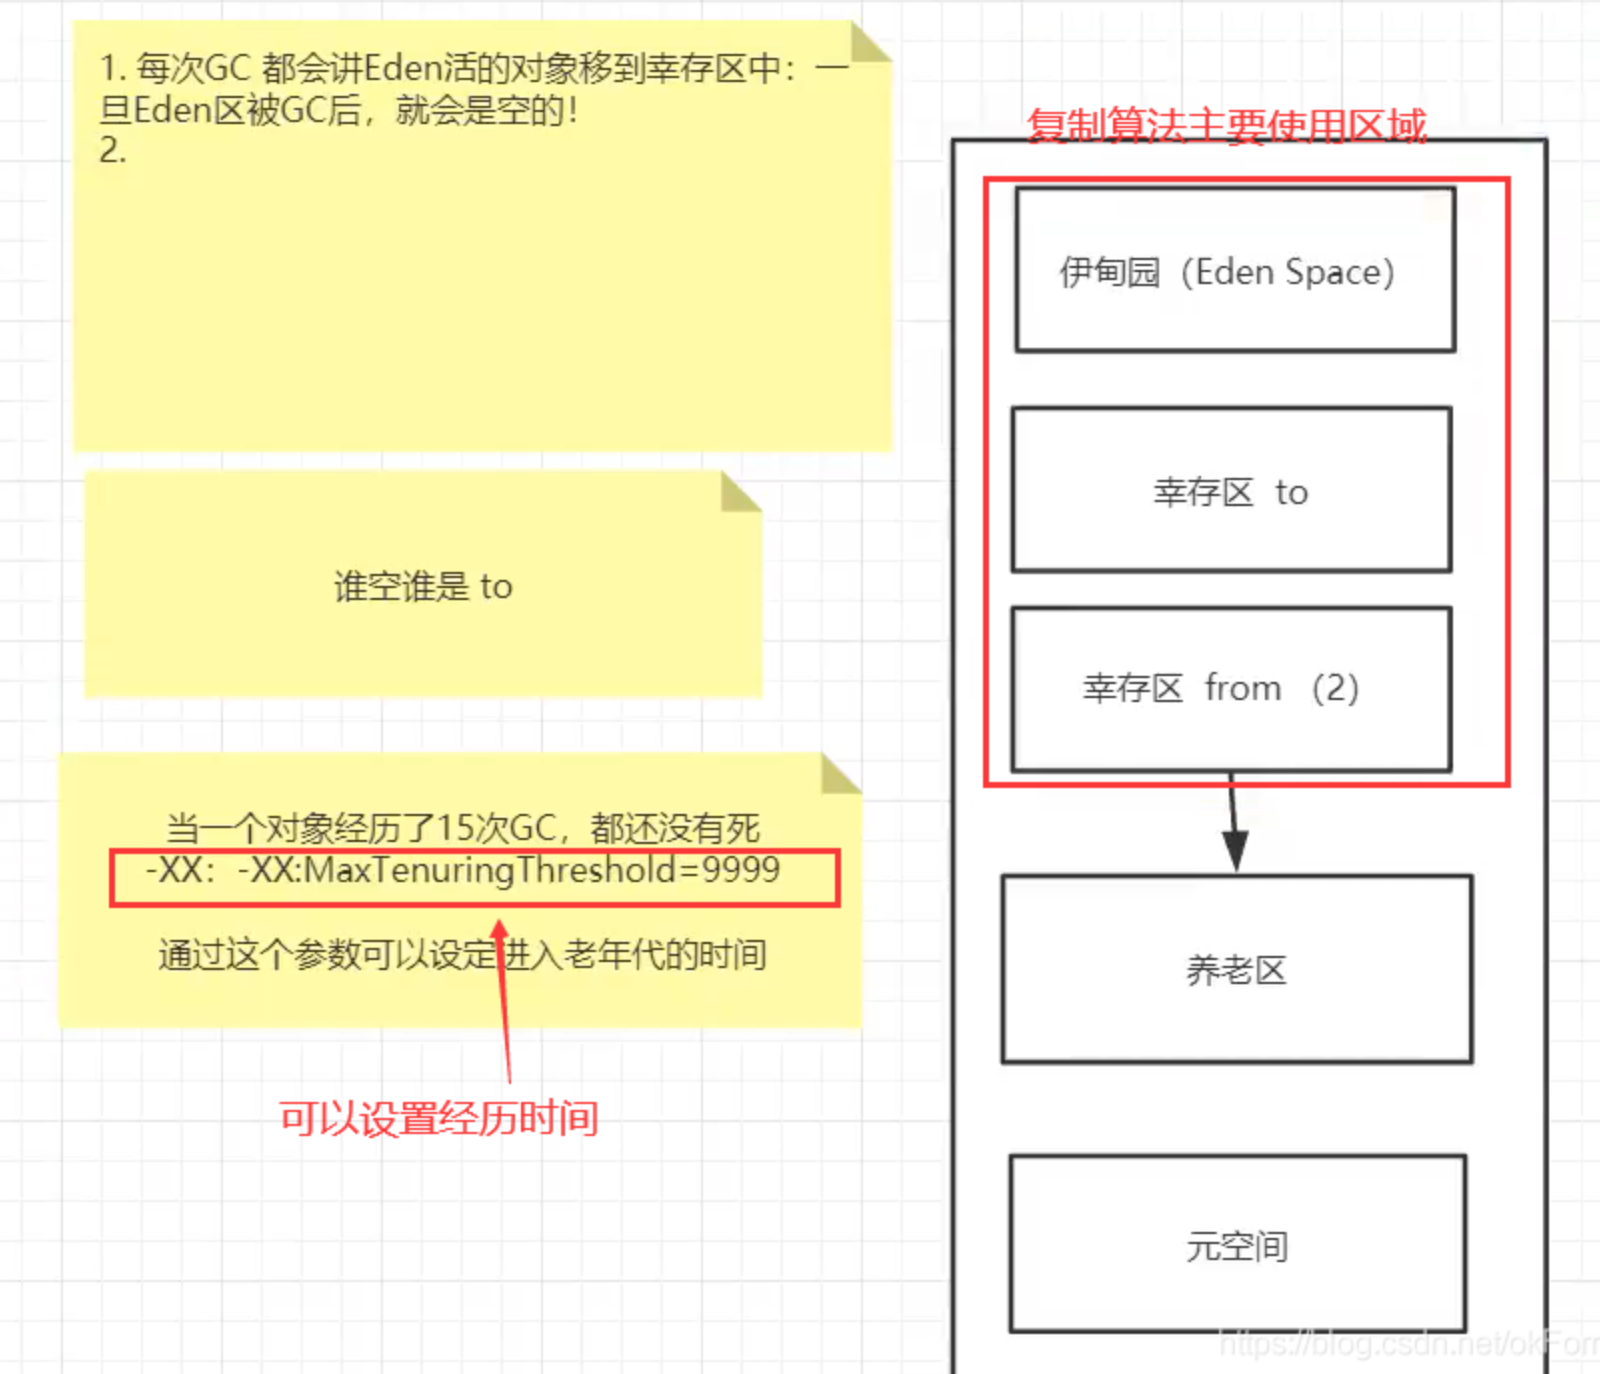 1. 每次GC 都会讲Eden活的对象移到幸存区中：一
旦Eden区被GC后，就会是空的！
2.
谁空谁是 to
当一个对象经历了15次GC，都还没有死
-XX：-XX:MaxTenuringThreshold=9999
通过这个参数可以设定进入老年代的时间
可以设置经历时间
复制算法主要使用区域
伊甸园（Eden Space）
幸存区 to
幸存区 from （2）
养老区
元空间
https://blog.csdn.net/okForr